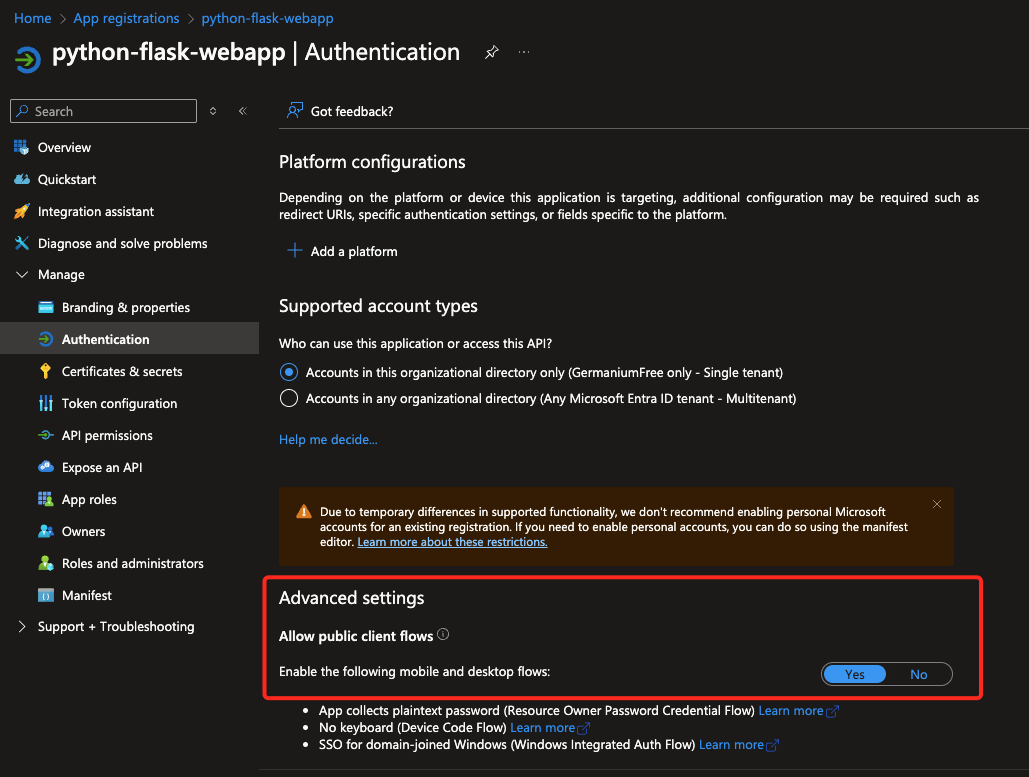 Home > App registrations > python-flask-webapp
python-flask-webapp | Authentication
Search
Got feedback?
Overview
Quickstart
Integration assistant
Diagnose and solve problems
Manage
Branding & properties
Authentication
Certificates & secrets
Token configuration
API permissions
Expose an API
App roles
Owners
Roles and administrators
Manifest
Support + Troubleshooting
Platform configurations
Depending on the platform or device this application is targeting, additional configuration may be required such as
redirect URIs, specific authentication settings, or fields specific to the platform.
Add a platform
Supported account types
Who can use this application or access this API?
Accounts in this organizational directory only (GermaniumFree only - Single tenant)
Accounts in any organizational directory (Any Microsoft Entra ID tenant - Multitenant)
Help me decide...
Due to temporary differences in supported functionality, we don't recommend enabling personal Microsoft
accounts for an existing registration. If you need to enable personal accounts, you can do so using the manifest
editor. Learn more about these restrictions.
Advanced settings
Allow public client flows
Enable the following mobile and desktop flows:
Yes No
• App collects plaintext password (Resource Owner Password Credential Flow) Learn more
• No keyboard (Device Code Flow) Learn more
• SSO for domain-joined Windows (Windows Integrated Auth Flow) Learn more